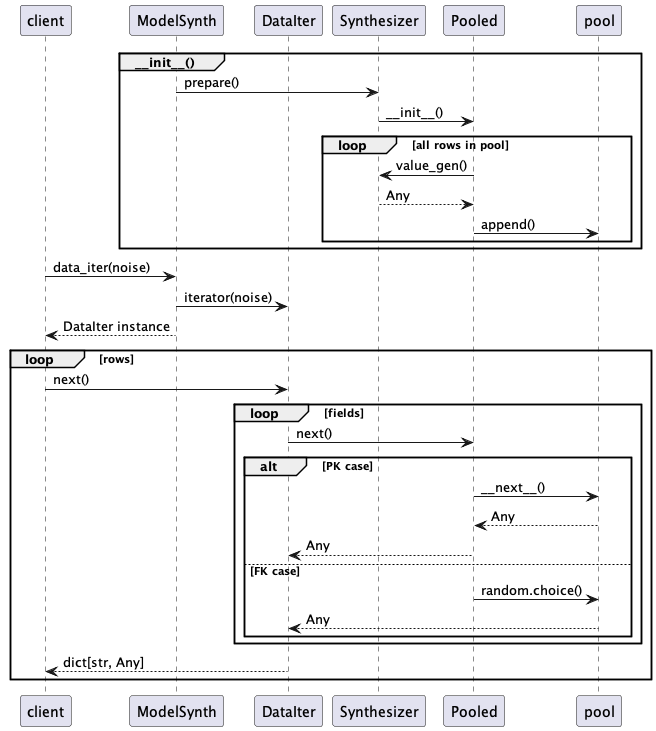 client ModelSynth DataIter Synthesizer Pooled pool
__init__()
prepare()
__init__()
loop [all rows in pool]
value_gen()
Any
append()
data_iter(noise)
iterator(noise)
DataIter instance
loop [rows]
next()
loop [fields]
next()
alt [PK case]
__next__()
Any
Any
[FK case]
random.choice()
Any
dict[str, Any]
client ModelSynth DataIter Synthesizer Pooled pool